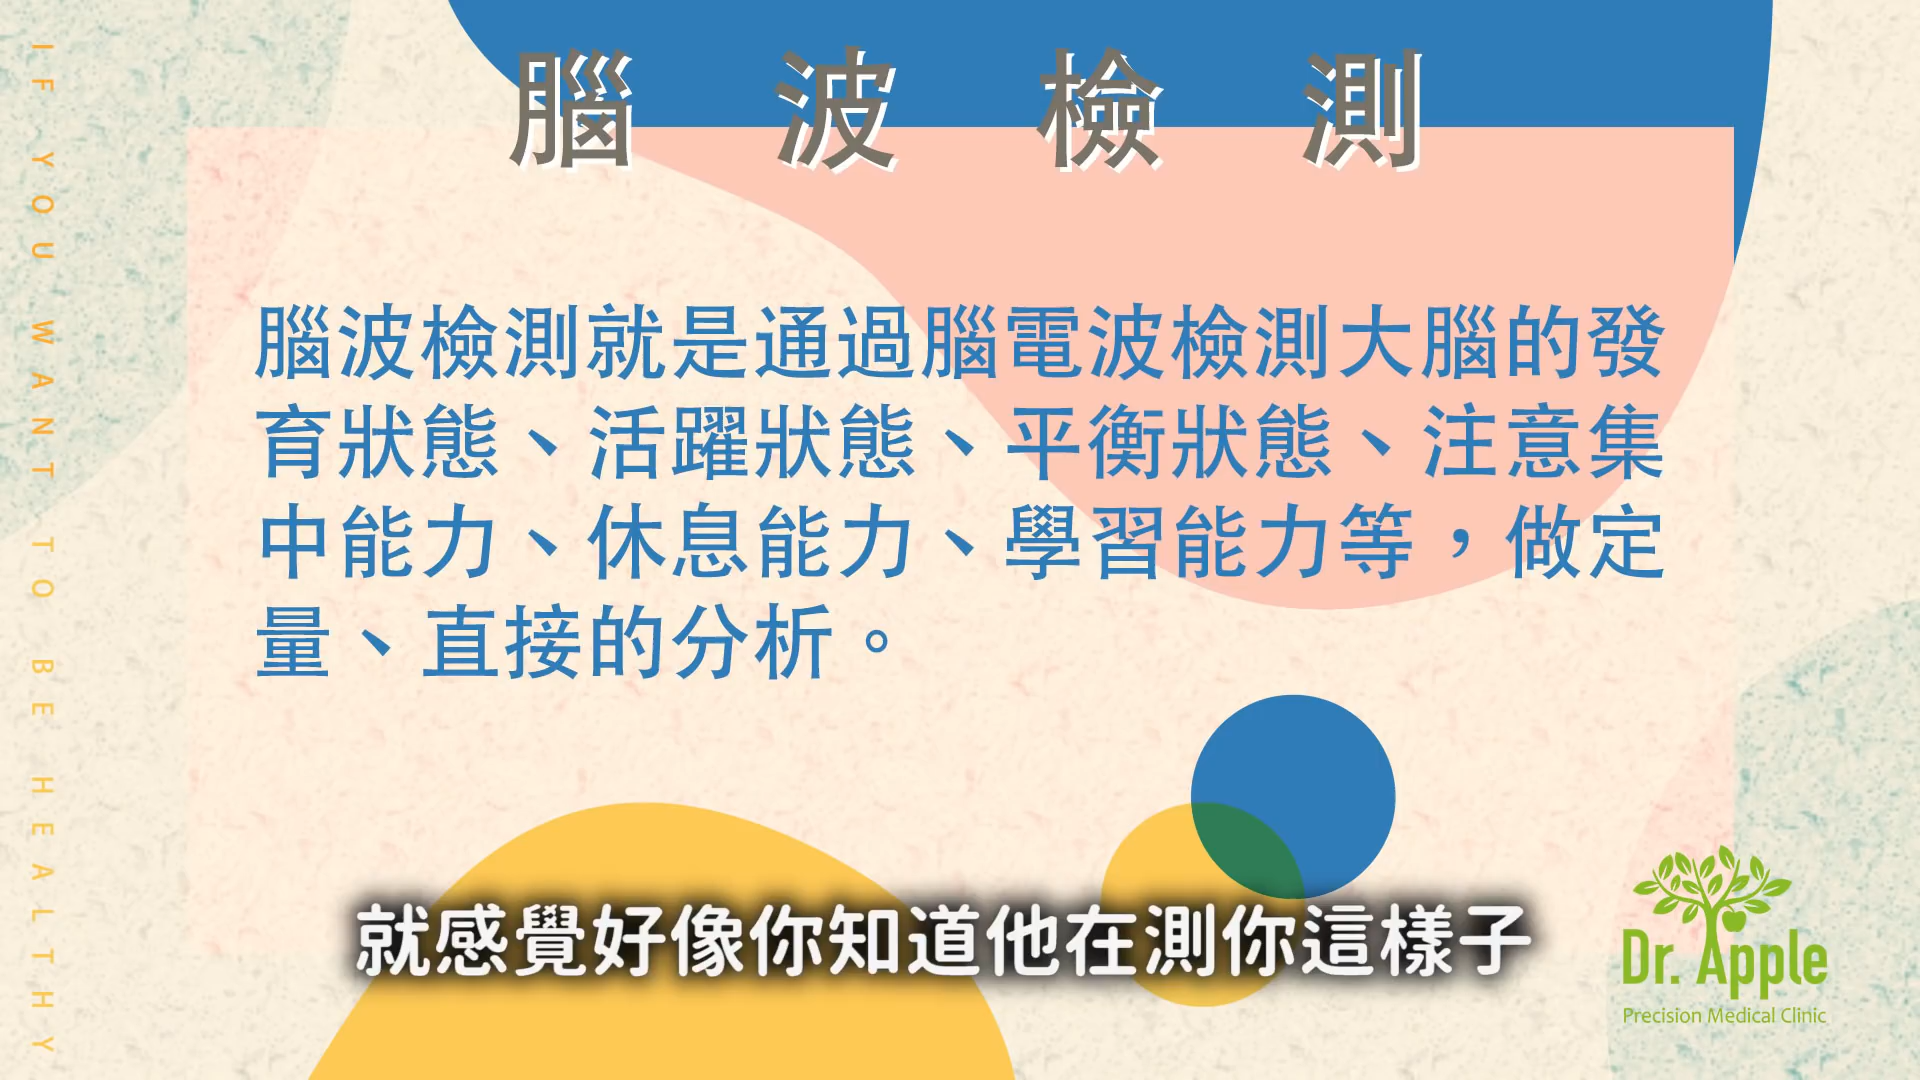 腦波檢測
腦波檢測就是通過腦電波檢測大腦的發
育狀態、活躍狀態、平衡狀態、注意集
中能力、休息能力、學習能力等，做定
量、直接的分析。
就感覺好像你知道他在測你這樣子
IF YOU WANT TO BE HEALTHY
Dr. Apple
Precision Medical Clinic